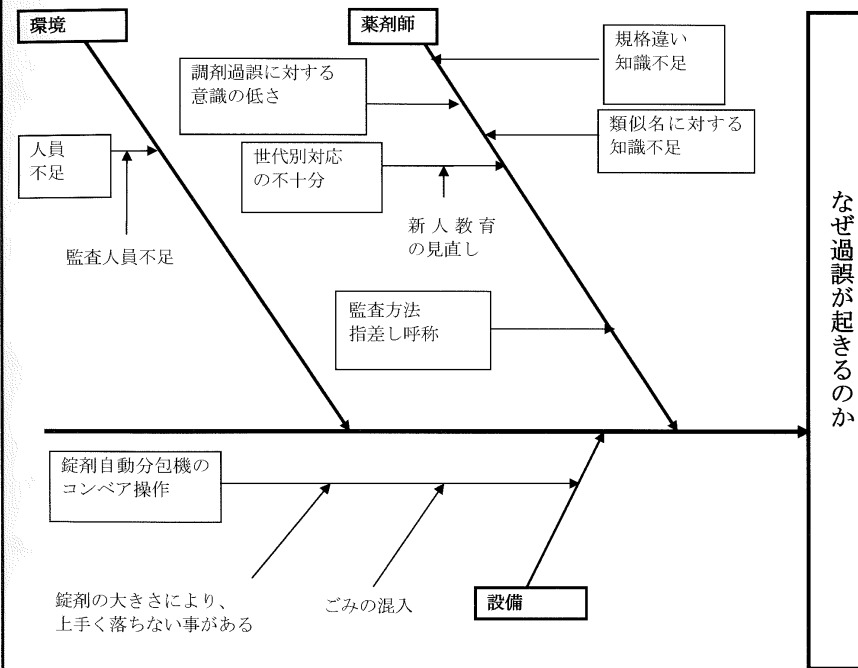 環境
薬剤師
規格違い
知識不足
調剤過誤に対する
意識の低さ
類似名に対する
知識不足
人員
不足
世代別対応
の不十分
新人教育
の見直し
監査人員不足
監査方法
指差し呼称
なぜ過誤が起きるのか
錠剤自動分包機の
コンベア操作
錠剤の大きさにより、
上手く落ちない事がある
ごみの混入
設備